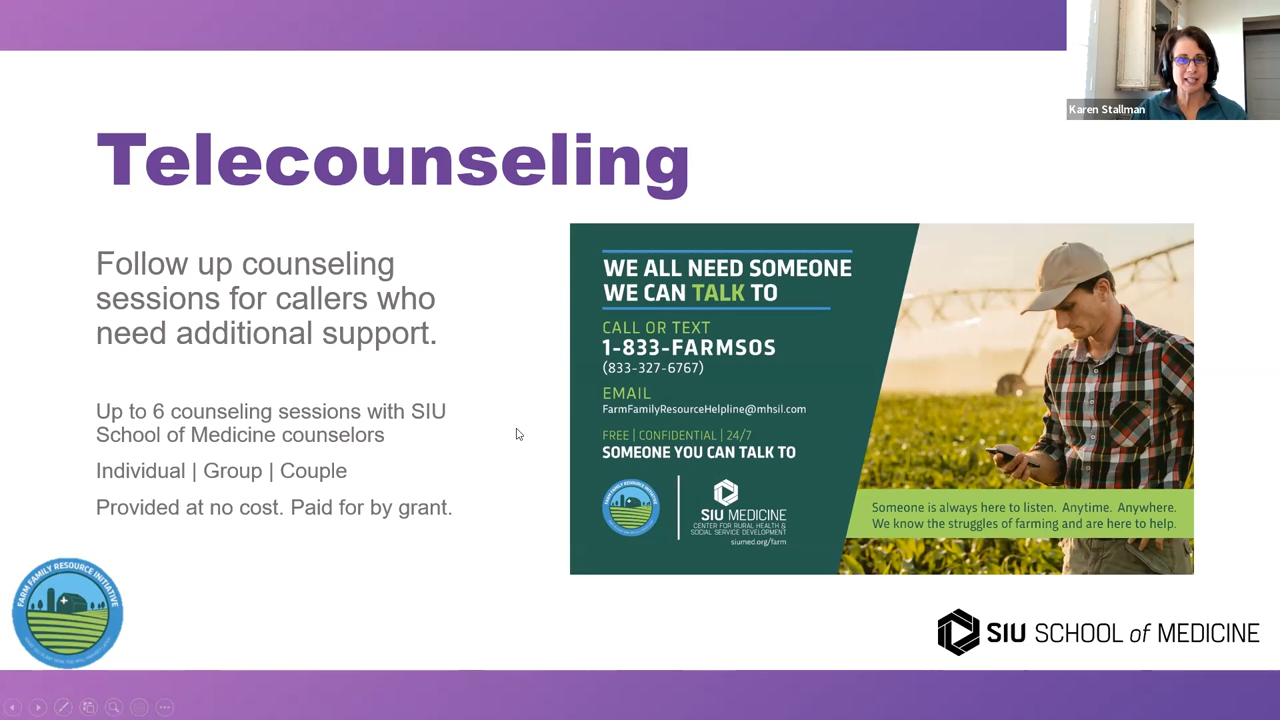 Karen Stallman
Telecounseling
Follow up counseling
sessions for callers who
need additional support.
Up to 6 counseling sessions with SIU
School of Medicine counselors
Individual | Group | Couple
Provided at no cost. Paid for by grant.
WE ALL NEED SOMEONE
WE CAN TALK TO
CALL OR TEXT
1-833-FARMSOS
(833-327-6767)
EMAIL
FarmFamilyResourceHelpline@mhsil.com
FREE | CONFIDENTIAL | 24/7
SOMEONE YOU CAN TALK TO
FARM FAMILY RESOURCE INITIATIVE
SIU MEDICINE
CENTER FOR RURAL HEALTH &
SOCIAL SERVICE DEVELOPMENT
siumed.org/farm
Someone is always here to listen. Anytime. Anywhere.
We know the struggles of farming and are here to help.
FARM FAMILY RESOURCE INITIATIVE
SIU SCHOOL of MEDICINE